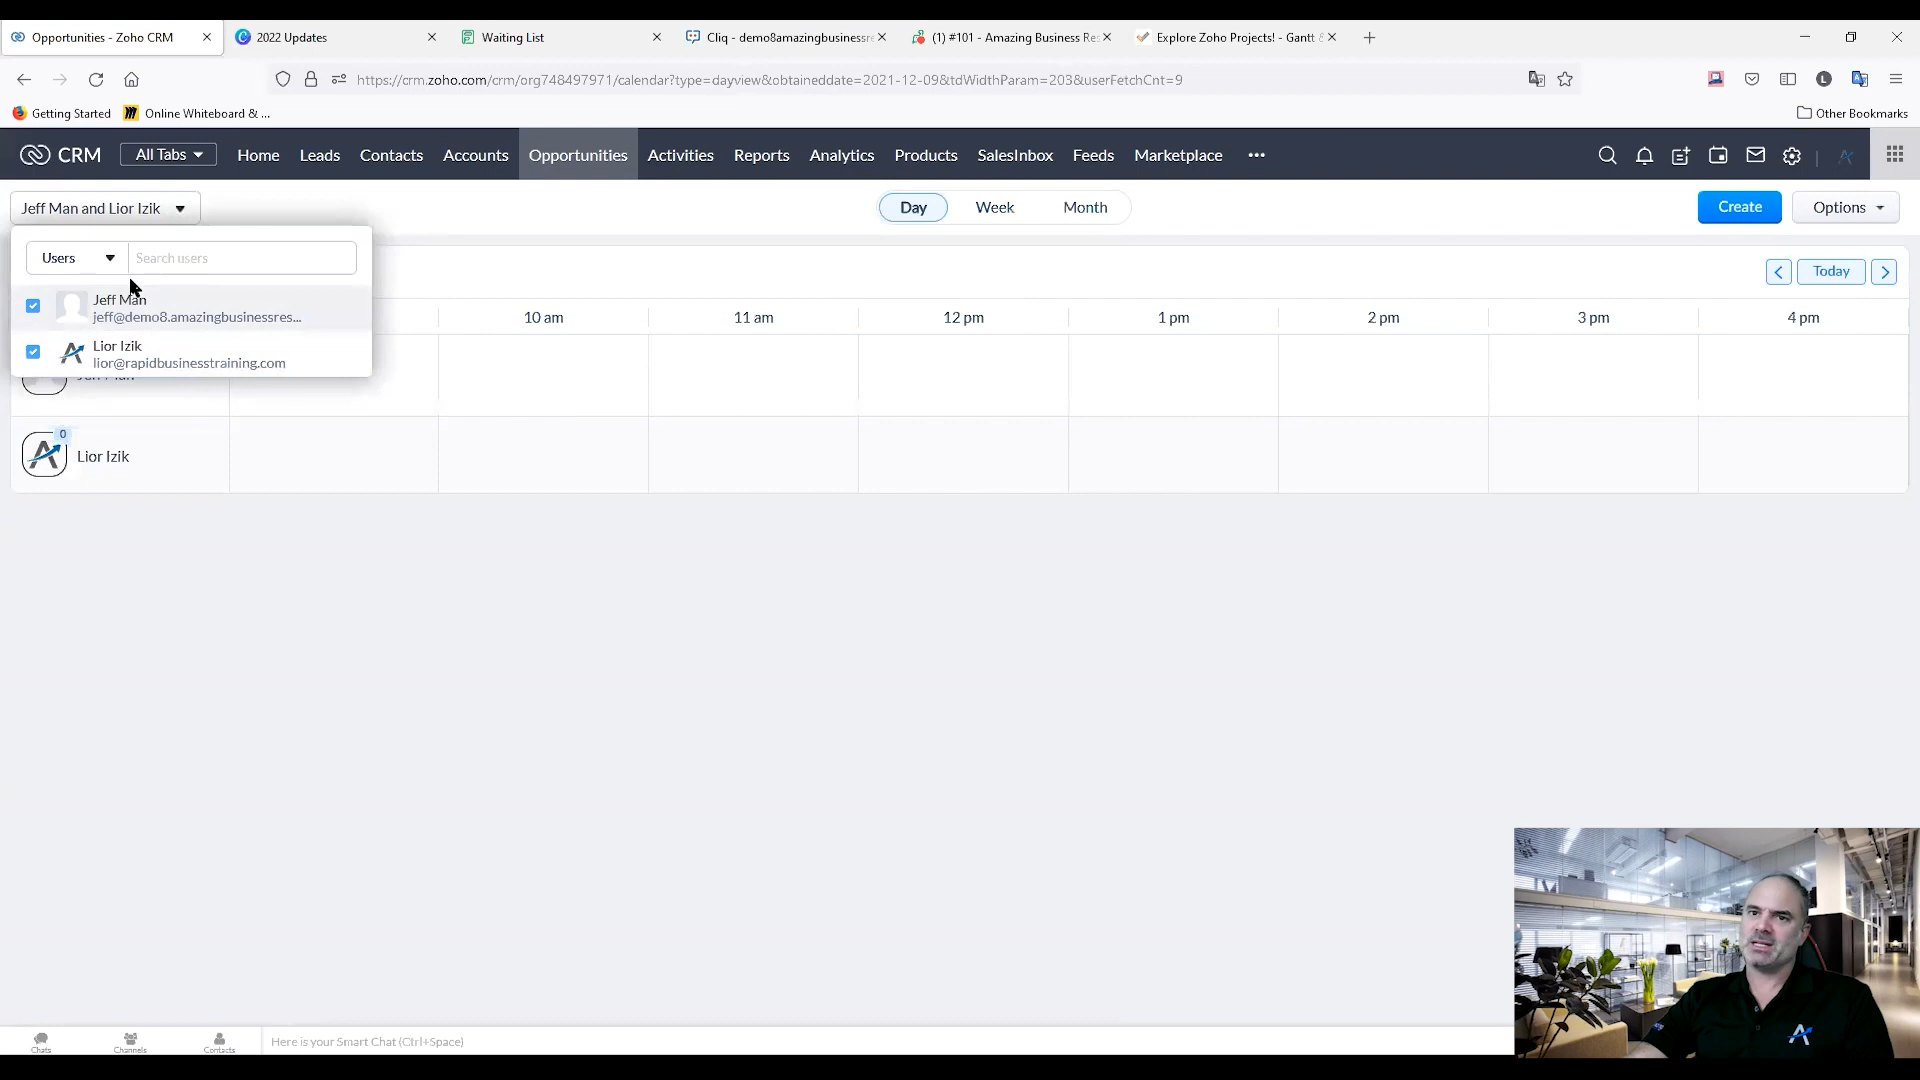 Opportunities - Zoho CRM
2022 Updates
Waiting List
Cliq - demo8amazingbusinessre
(1) #101 - Amazing Business Re
Explore Zoho Projects! - Gantt &
https://crm.zoho.com/crm/org748497971/calendar?type=dayview&obtaineddate=2021-12-09&tdWidthParam=203&userFetchCnt=9
L
Getting Started
Online Whiteboard & ...
Other Bookmarks
CRM
All Tabs
Home
Leads
Contacts
Accounts
Opportunities
Activities
Reports
Analytics
Products
SalesInbox
Feeds
Marketplace
Jeff Man and Lior Izik
Day
Week
Month
Create
Options
Users
Search users
Today
Jeff Man
jeff@demo8.amazingbusinessres...
Lior Izik
lior@rapidbusinesstraining.com
10 am
11 am
12 pm
1 pm
2 pm
3 pm
4 pm
Jeff Man
0
Lior Izik
Chats
Channels
Contacts
Here is your Smart Chat (Ctrl+Space)